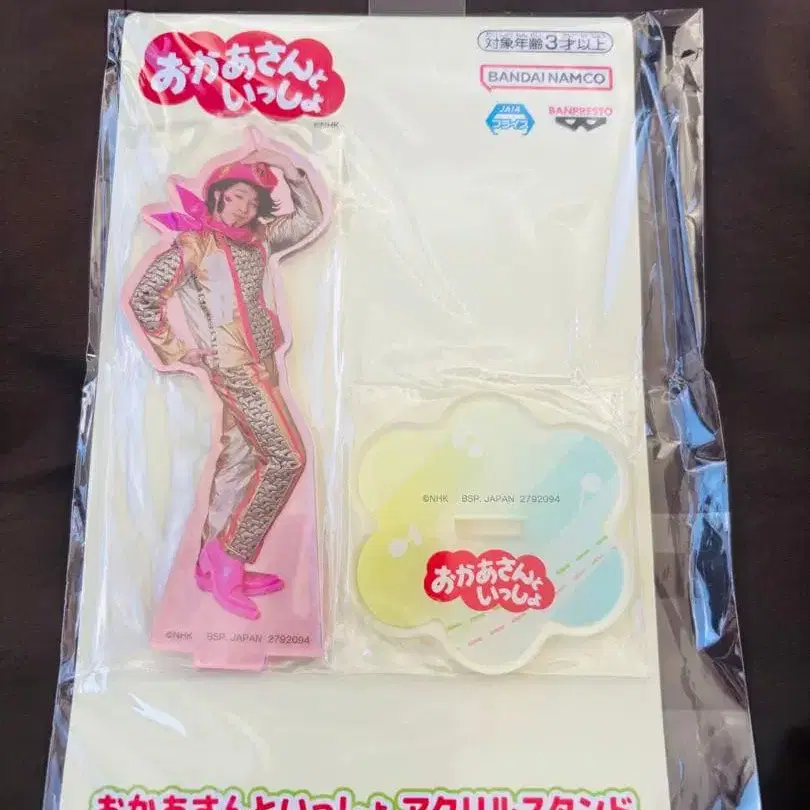 おかあさんと
いっしょ
©NHK
対象年齢3才以上
BANDAI NAMCO
JAIA
プライズ
BANPRESTO
©NHK BSP. JAPAN 2792094
おかあさんと
いっしょ
©NHK BSP. JAPAN 2792094
おかあさんといっしょ アクリルスタンド